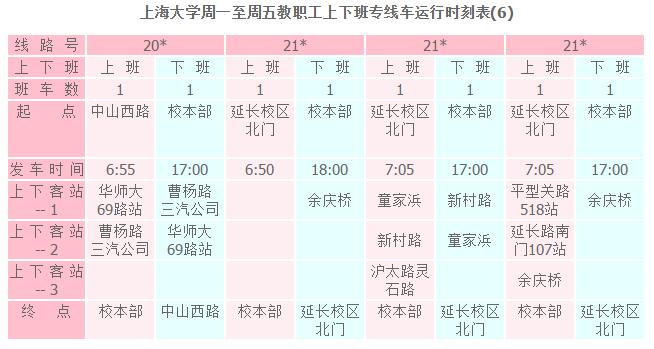 上海大学周一至周五教职工上下班专线车运行时刻表(6)
线路号 20* 21* 21* 21*
上下班 上班 下班 上班 下班 上班 下班 上班 下班
班车数 1 1 1 1 1 1 1 1
起点 中山西路 校本部 延长校区北门 校本部 延长校区北门 校本部 延长校区北门 校本部
发车时间 6:55 17:00 6:50 18:00 7:05 17:00 7:05 17:00
上下客站--1 华师大69路站 曹杨路三汽公司 余庆桥 童家浜 新村路 平型关路518站 余庆桥
上下客站--2 曹杨路三汽公司 华师大69路站 新村路 童家浜 延长路南门107站
上下客站--3 沪太路灵石路 余庆桥
终点 校本部 中山西路 校本部 延长校区北门 校本部 延长校区北门 校本部 延长校区北门